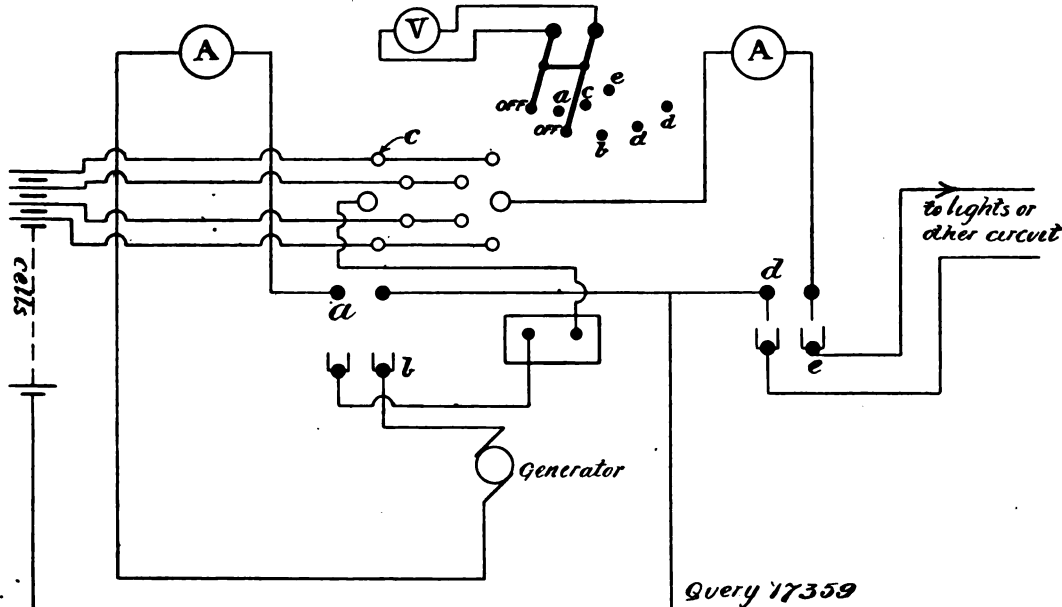 V
A
A
e
a
c
OFF
d
OFF
b
d
c
to lights or
other circuit
cells
d
a
e
b
Generator
Query 17359